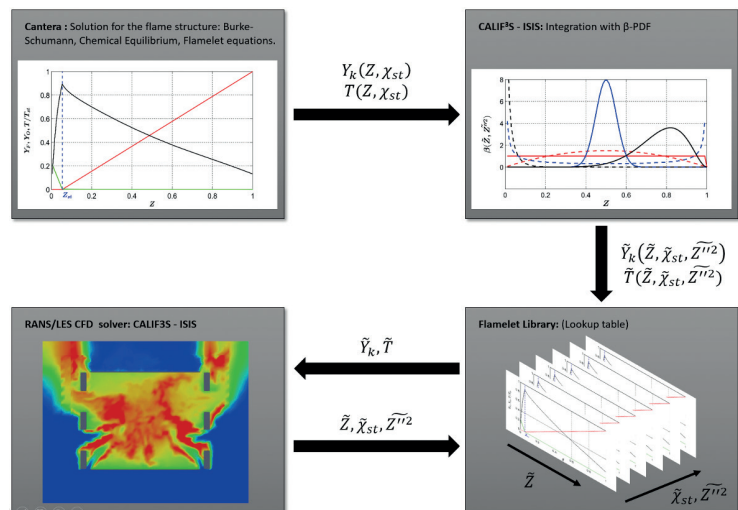 Cantera : Solution for the flame structure: Burke-
Schumann, Chemical Equilibrium, Flamelet equations.
Y_F, Y_O, T/T_st
1
0.8
0.6
0.4
0.2
0
0 Z_st 0.2 0.4 0.6 0.8 1
Z
Y_k(Z, χ_st)
T(Z, χ_st)
CALIF³S - ISIS: Integration with β-PDF
β(Z̃, Z̃''²)
8
6
4
2
0
0 0.2 0.4 0.6 0.8 1
Z
Ỹ_k(Z̃, χ̃_st, Z̃''²)
T̃(Z̃, χ̃_st, Z̃''²)
RANS/LES CFD solver: CALIF3S - ISIS
Ỹ_k, T̃
Z̃, χ̃_st, Z̃''²
Flamelet Library: (Lookup table)
Z̃
χ̃_st, Z̃''²